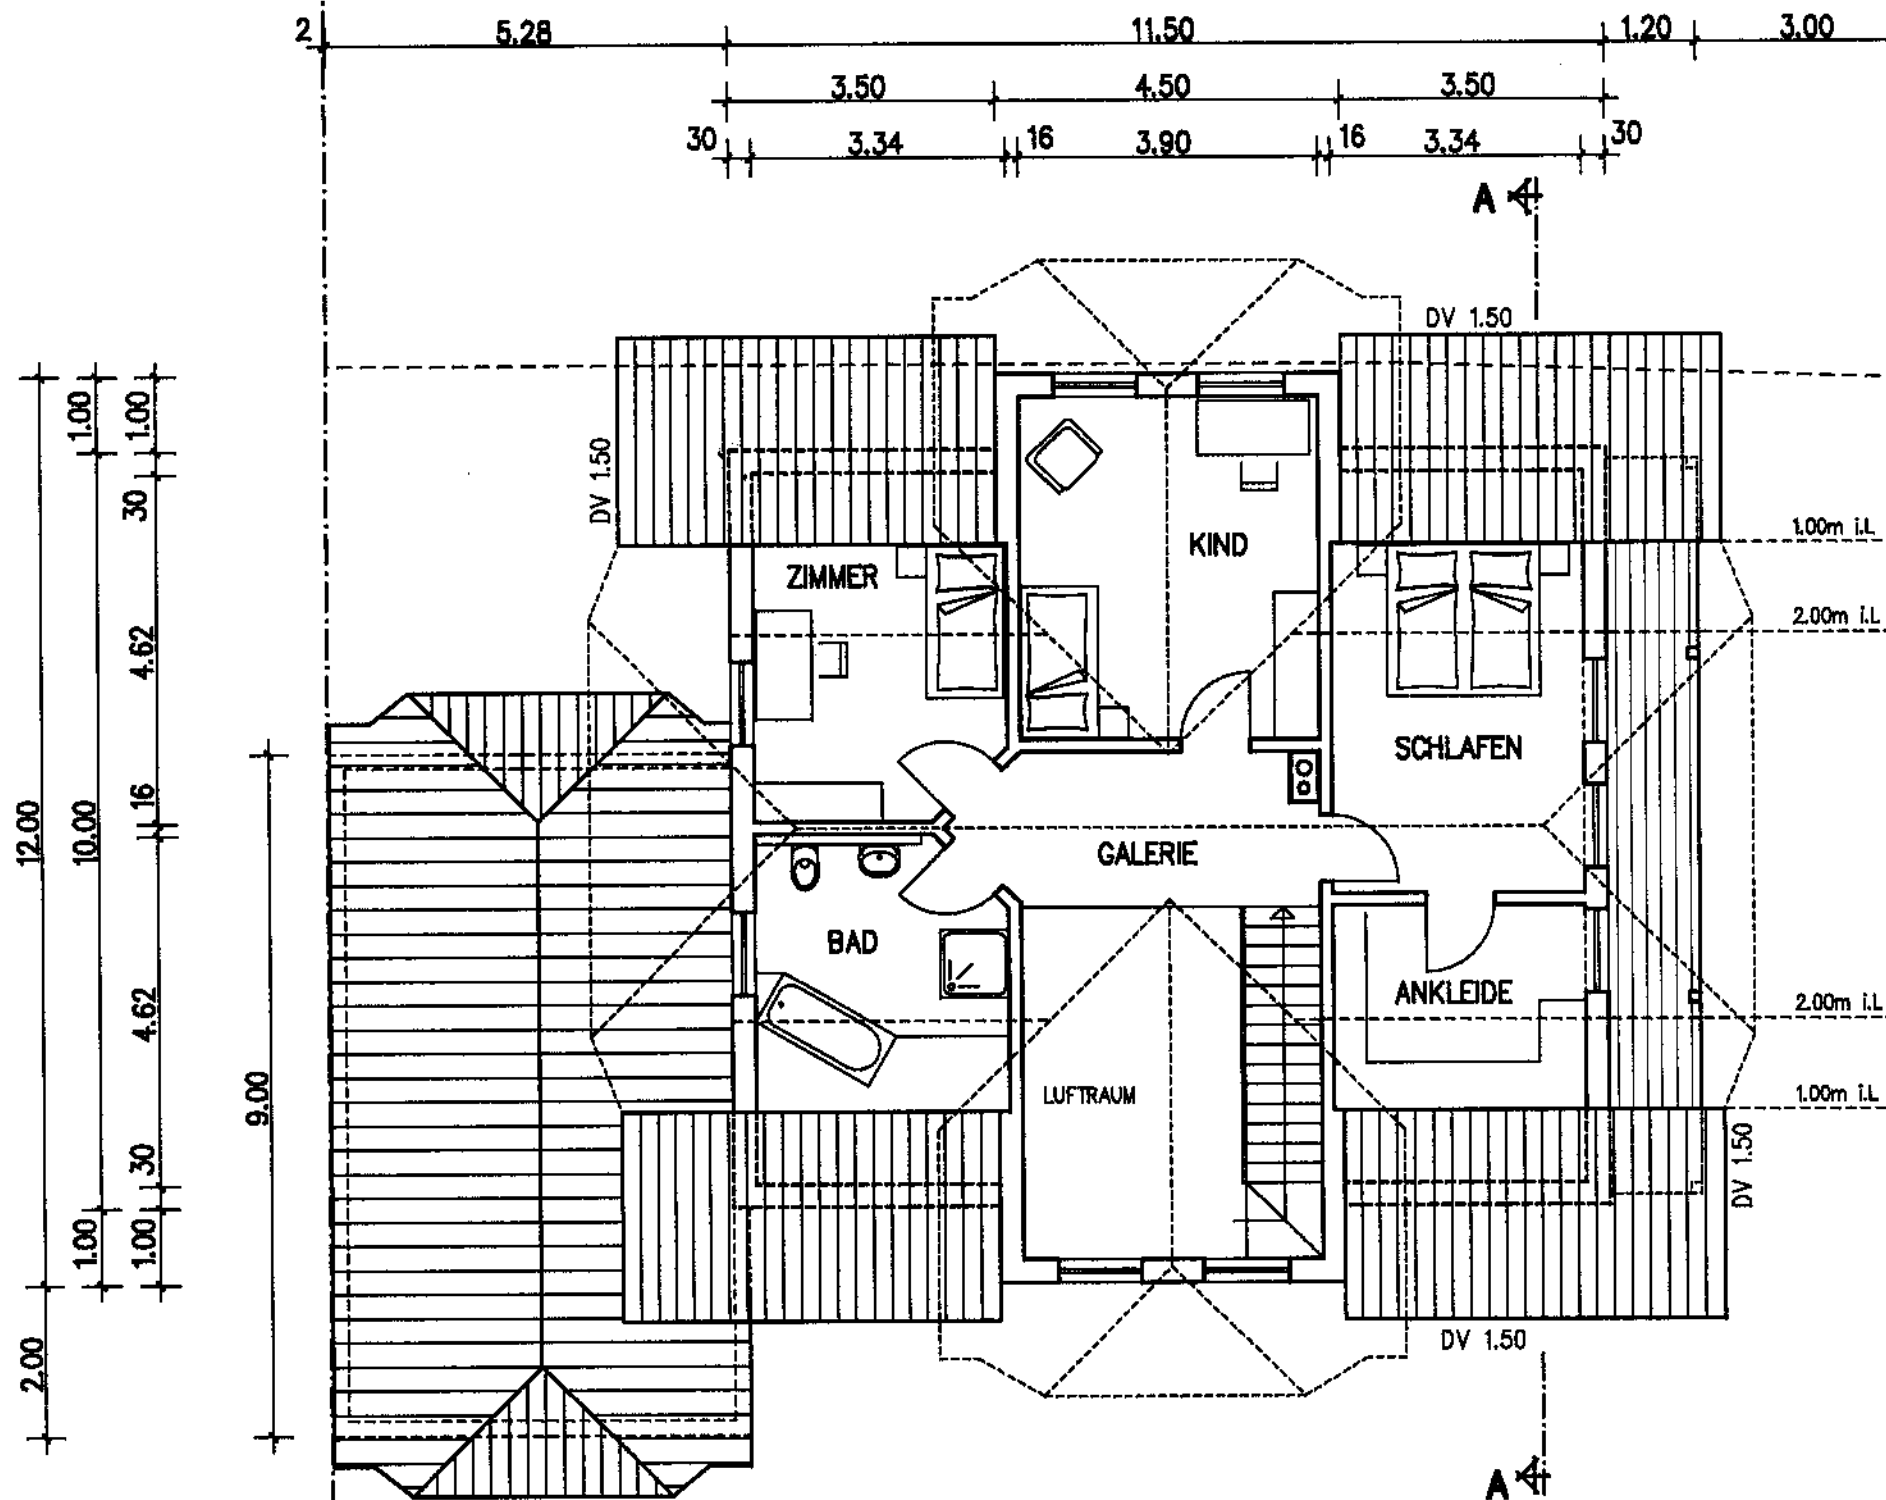 2 5.28 11.50 1.20 3.00
3.50 4.50 3.50
30 3.34 16 3.90 16 3.34 30
A
DV 1.50
DV 1.50
1.00 1.00
30
4.62
16
12.00 10.00
4.62
9.00
30
1.00 1.00
2.00
KIND
ZIMMER
SCHLAFEN
GALERIE
BAD
ANKLEIDE
LUFTRAUM
1.00m i.L
2.00m i.L
2.00m i.L
1.00m i.L
DV 1.50
DV 1.50
A